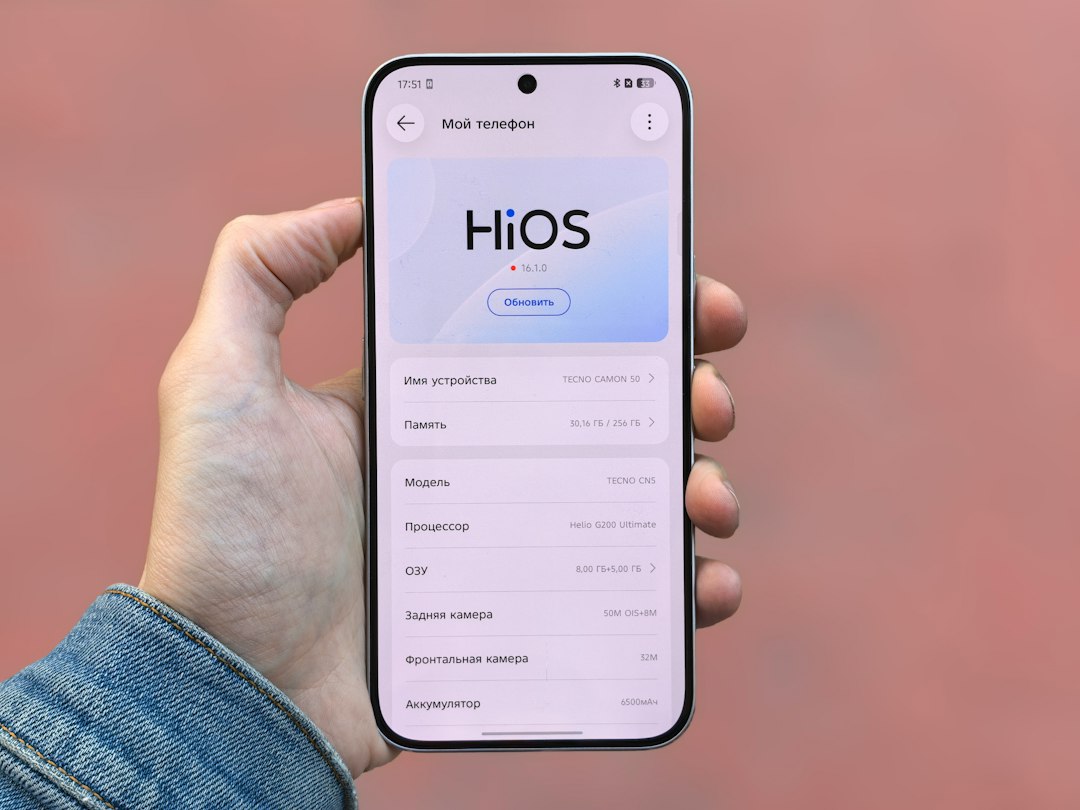 17:51 33
Мой телефон
HiOS
16.1.0
Обновить
Имя устройства TECNO CAMON 50
Память 30,16 ГБ / 256 ГБ
Модель TECNO CN5
Процессор Helio G200 Ultimate
ОЗУ 8,00 ГБ+5,00 ГБ
Задняя камера 50M OIS+8M
Фронтальная камера 32M
Аккумулятор 6500мАч